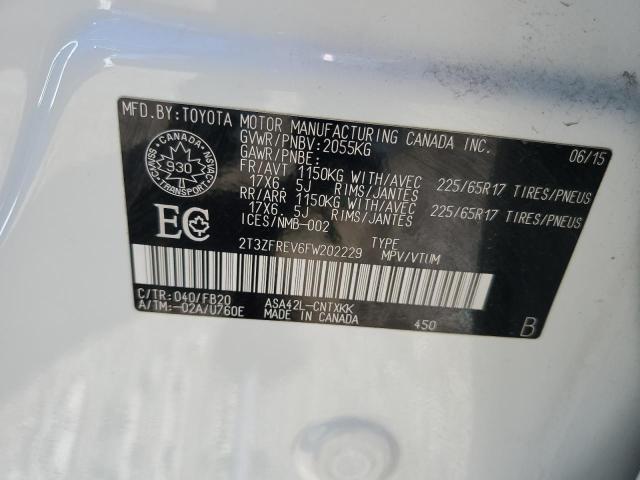 MFD.BY:TOYOTA MOTOR MANUFACTURING CANADA INC.
GVWR/PNBV:2055KG 06/15
GAWR/PNBE:
FR/AVT 1150KG WITH/AVEC 225/65R17 TIRES/PNEUS
17X6.5J RIMS/JANTES
RR/ARR 1150KG WITH/AVEC 225/65R17 TIRES/PNEUS
17X6.5J RIMS/JANTES
ICES/NMB-002
CANADA
930
TRANSPORT
EC
2T3ZFREV6FW202229 TYPE
MPV/VTUM
C/TR:040/FB20 ASA42L-CNTXKK
A/TM:-02A/U760E MADE IN CANADA 450 B